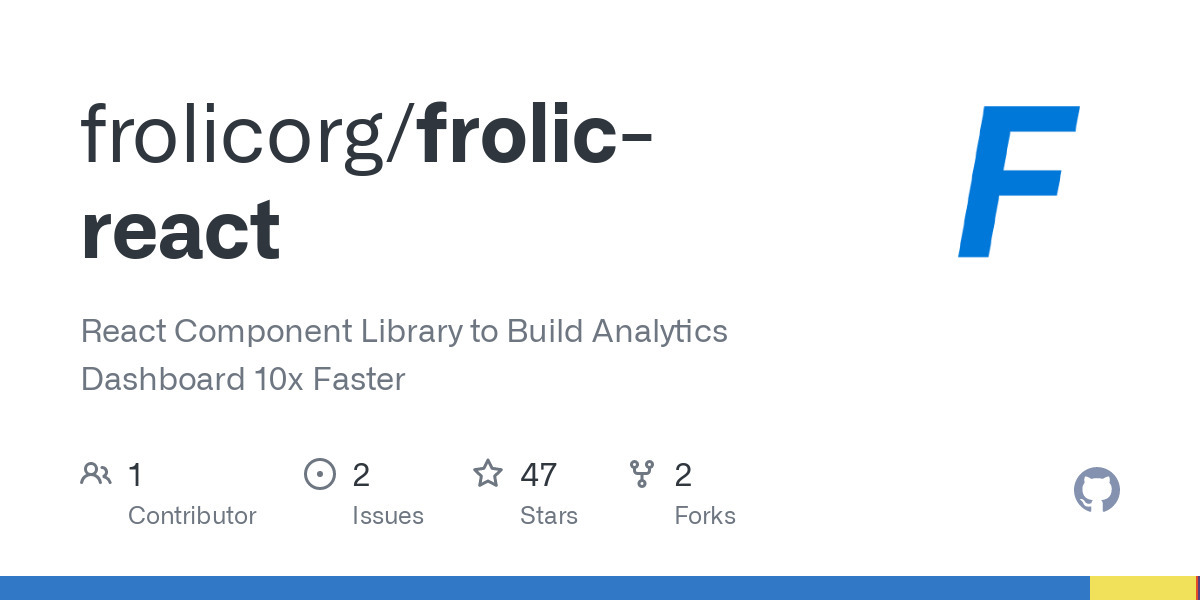 frolicorg/frolic-
react
F
React Component Library to Build Analytics
Dashboard 10x Faster
1 2 47 2
Contributor Issues Stars Forks